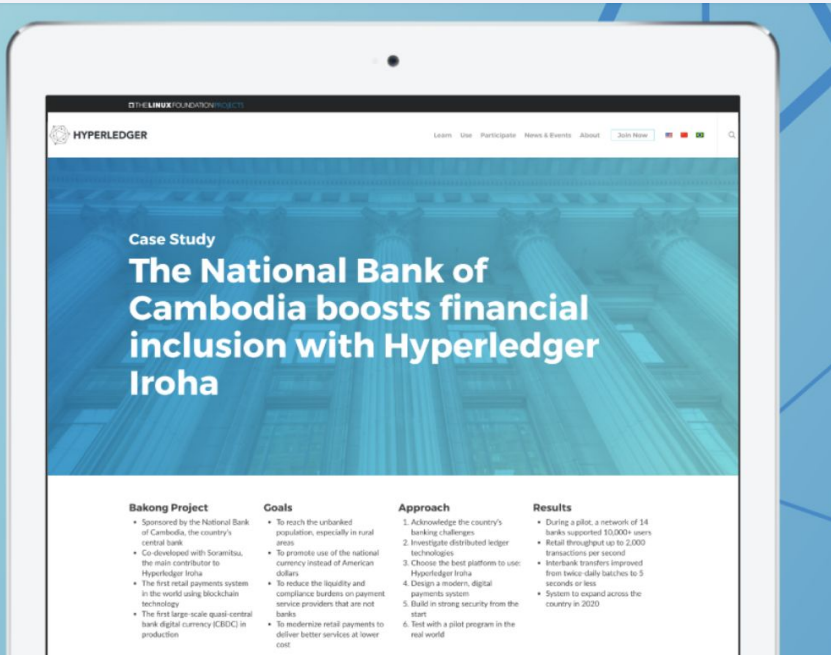 THE LINUX FOUNDATION PROJECTS
HYPERLEDGER
Learn Use Participate News & Events About Join Now
Case Study
The National Bank of
Cambodia boosts financial
inclusion with Hyperledger
Iroha
Bakong Project
• Sponsored by the National Bank
of Cambodia, the country's
central bank
• Co-developed with Soramitsu,
the main contributor to
Hyperledger Iroha
• The first retail payments system
in the world using blockchain
technology
• The first large-scale quasi-central
bank digital currency (CBDC) in
production
Goals
• To reach the unbanked
population, especially in rural
areas
• To promote use of the national
currency instead of American
dollars
• To reduce the liquidity and
compliance burdens on payment
service providers that are not
banks
• To modernize retail payments to
deliver better services at lower
cost
Approach
1. Acknowledge the country's
banking challenges
2. Investigate distributed ledger
technologies
3. Choose the best platform to use:
Hyperledger Iroha
4. Design a modern, digital
payments system
5. Build in strong security from the
start
6. Test with a pilot program in the
real world
Results
• During a pilot, a network of 14
banks supported 10,000+ users
• Retail throughput up to 2,000
transactions per second
• Interbank transfers improved
from twice-daily batches to 5
seconds or less
• System to expand across the
country in 2020